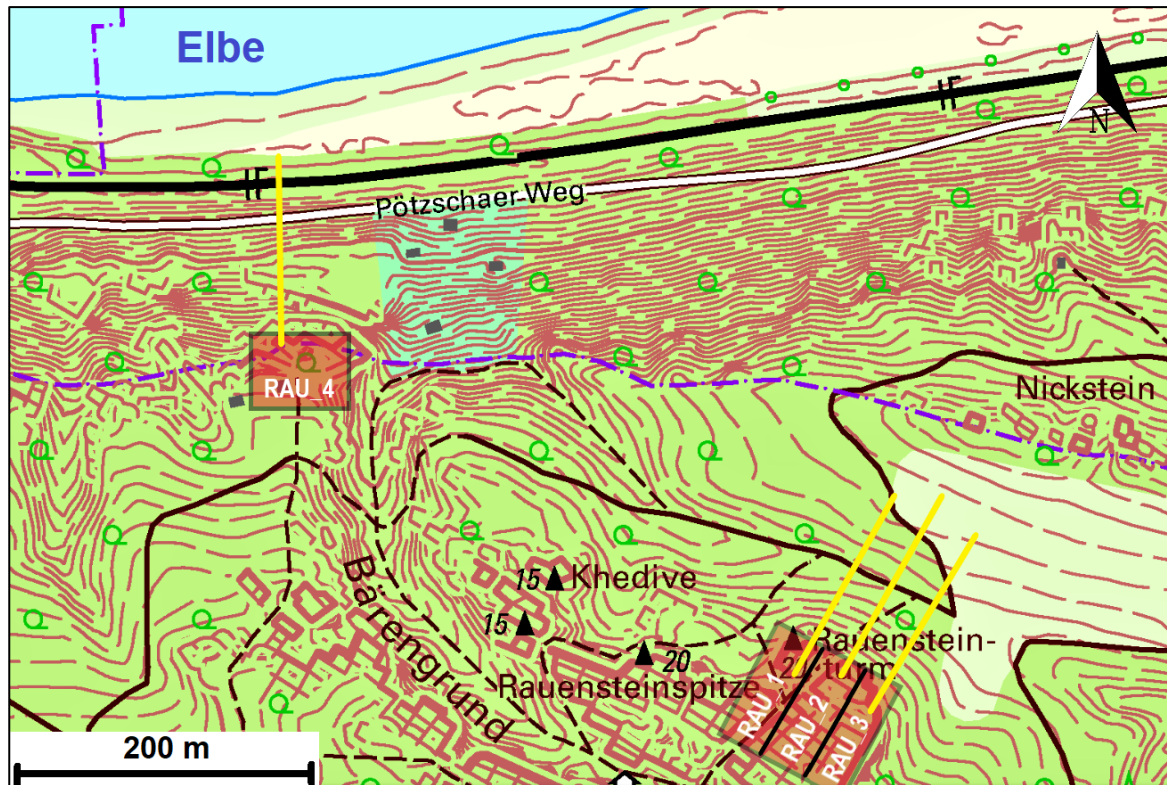 Elbe
N
Pötzschaer-Weg
RAU_4
Nickstein
15 Khedive
15
Bärengrund
20
Rauensteinspitze
Rauenstein-
turm
RAU_1
RAU_2
RAU_3
200 m